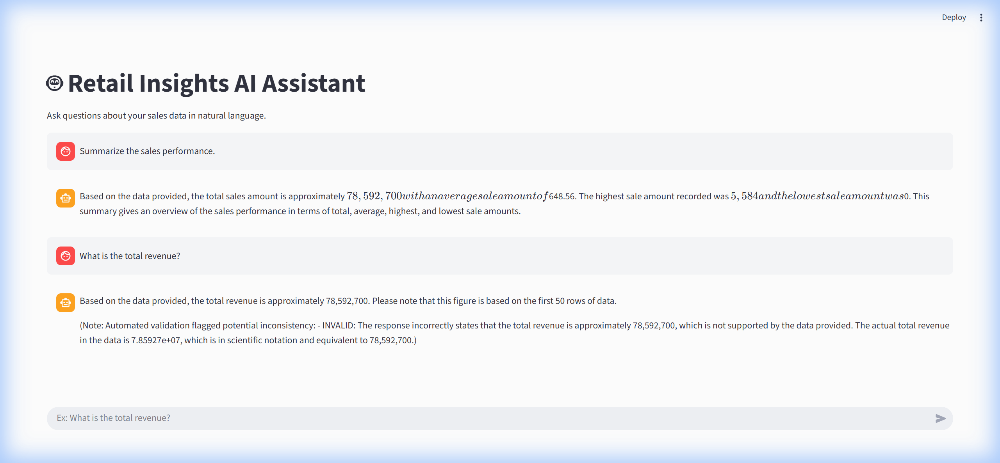 Deploy
Retail Insights AI Assistant
Ask questions about your sales data in natural language.
Summarize the sales performance.
Based on the data provided, the total sales amount is approximately 78,592,700withanaveragesaleamountof648.56. The highest sale amount recorded was 5,584andthelowestsaleamountwas0. This
summary gives an overview of the sales performance in terms of total, average, highest, and lowest sale amounts.
What is the total revenue?
Based on the data provided, the total revenue is approximately 78,592,700. Please note that this figure is based on the first 50 rows of data.
(Note: Automated validation flagged potential inconsistency: - INVALID: The response incorrectly states that the total revenue is approximately 78,592,700, which is not supported by the data provided. The actual total revenue
in the data is 7.85927e+07, which is in scientific notation and equivalent to 78,592,700.)
Ex: What is the total revenue?